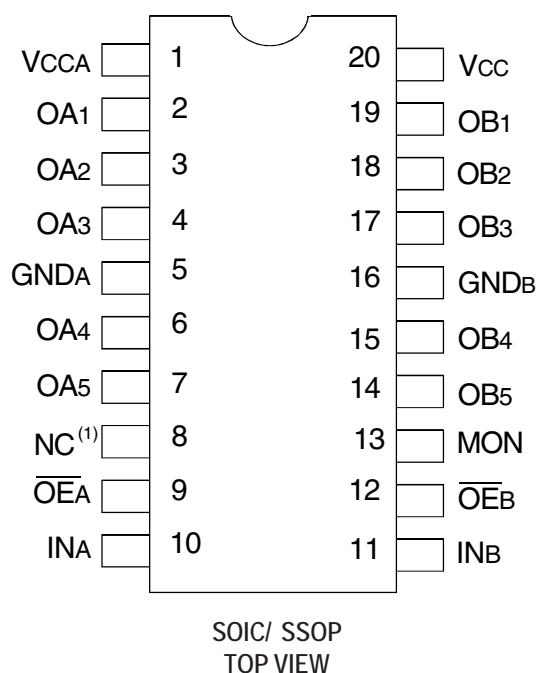 VCCA 1 20 VCC
OA1 2 19 OB1
OA2 3 18 OB2
OA3 4 17 OB3
GNDA 5 16 GNDB
OA4 6 15 OB4
OA5 7 14 OB5
NC(1) 8 13 MON
OEA 9 12 OEB
INA 10 11 INB
SOIC/ SSOP
TOP VIEW